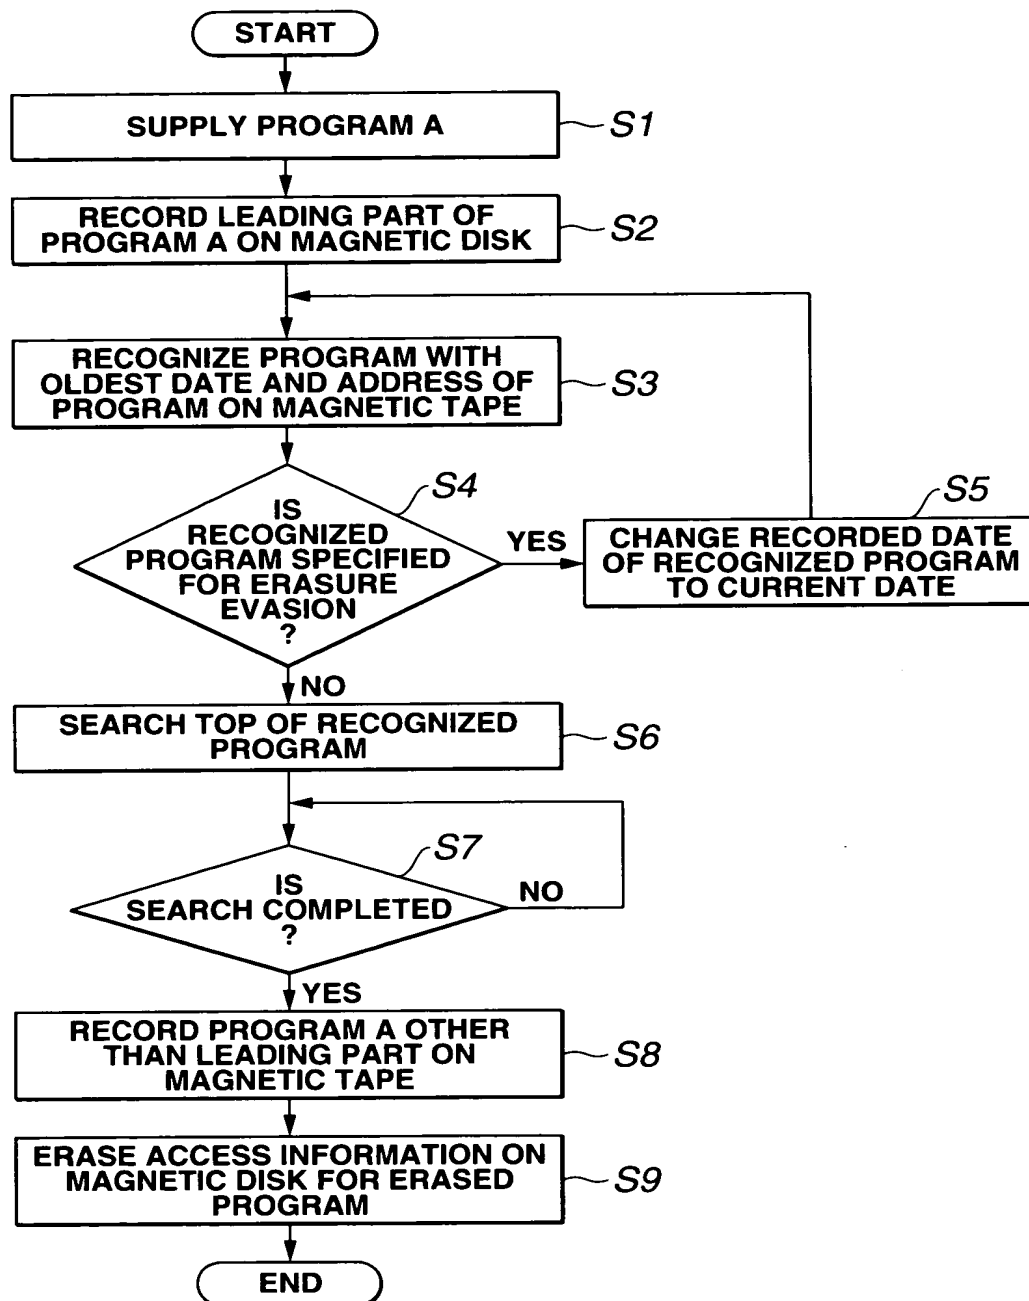 START
SUPPLY PROGRAM A
S1
RECORD LEADING PART OF
PROGRAM A ON MAGNETIC DISK
S2
RECOGNIZE PROGRAM WITH
OLDEST DATE AND ADDRESS OF
PROGRAM ON MAGNETIC TAPE
S3
S4
IS
RECOGNIZED
PROGRAM SPECIFIED
FOR ERASURE
EVASION
?
YES
S5
CHANGE RECORDED DATE
OF RECOGNIZED PROGRAM
TO CURRENT DATE
NO
SEARCH TOP OF RECOGNIZED
PROGRAM
S6
S7
IS
SEARCH COMPLETED
?
NO
YES
RECORD PROGRAM A OTHER
THAN LEADING PART ON
MAGNETIC TAPE
S8
ERASE ACCESS INFORMATION ON
MAGNETIC DISK FOR ERASED
PROGRAM
S9
END